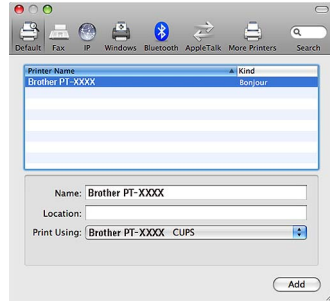 Default Fax IP Windows Bluetooth AppleTalk More Printers Search
Printer Name Kind
Brother PT-XXXX Bonjour
Name: Brother PT-XXXX
Location:
Print Using: Brother PT-XXXX CUPS
Add